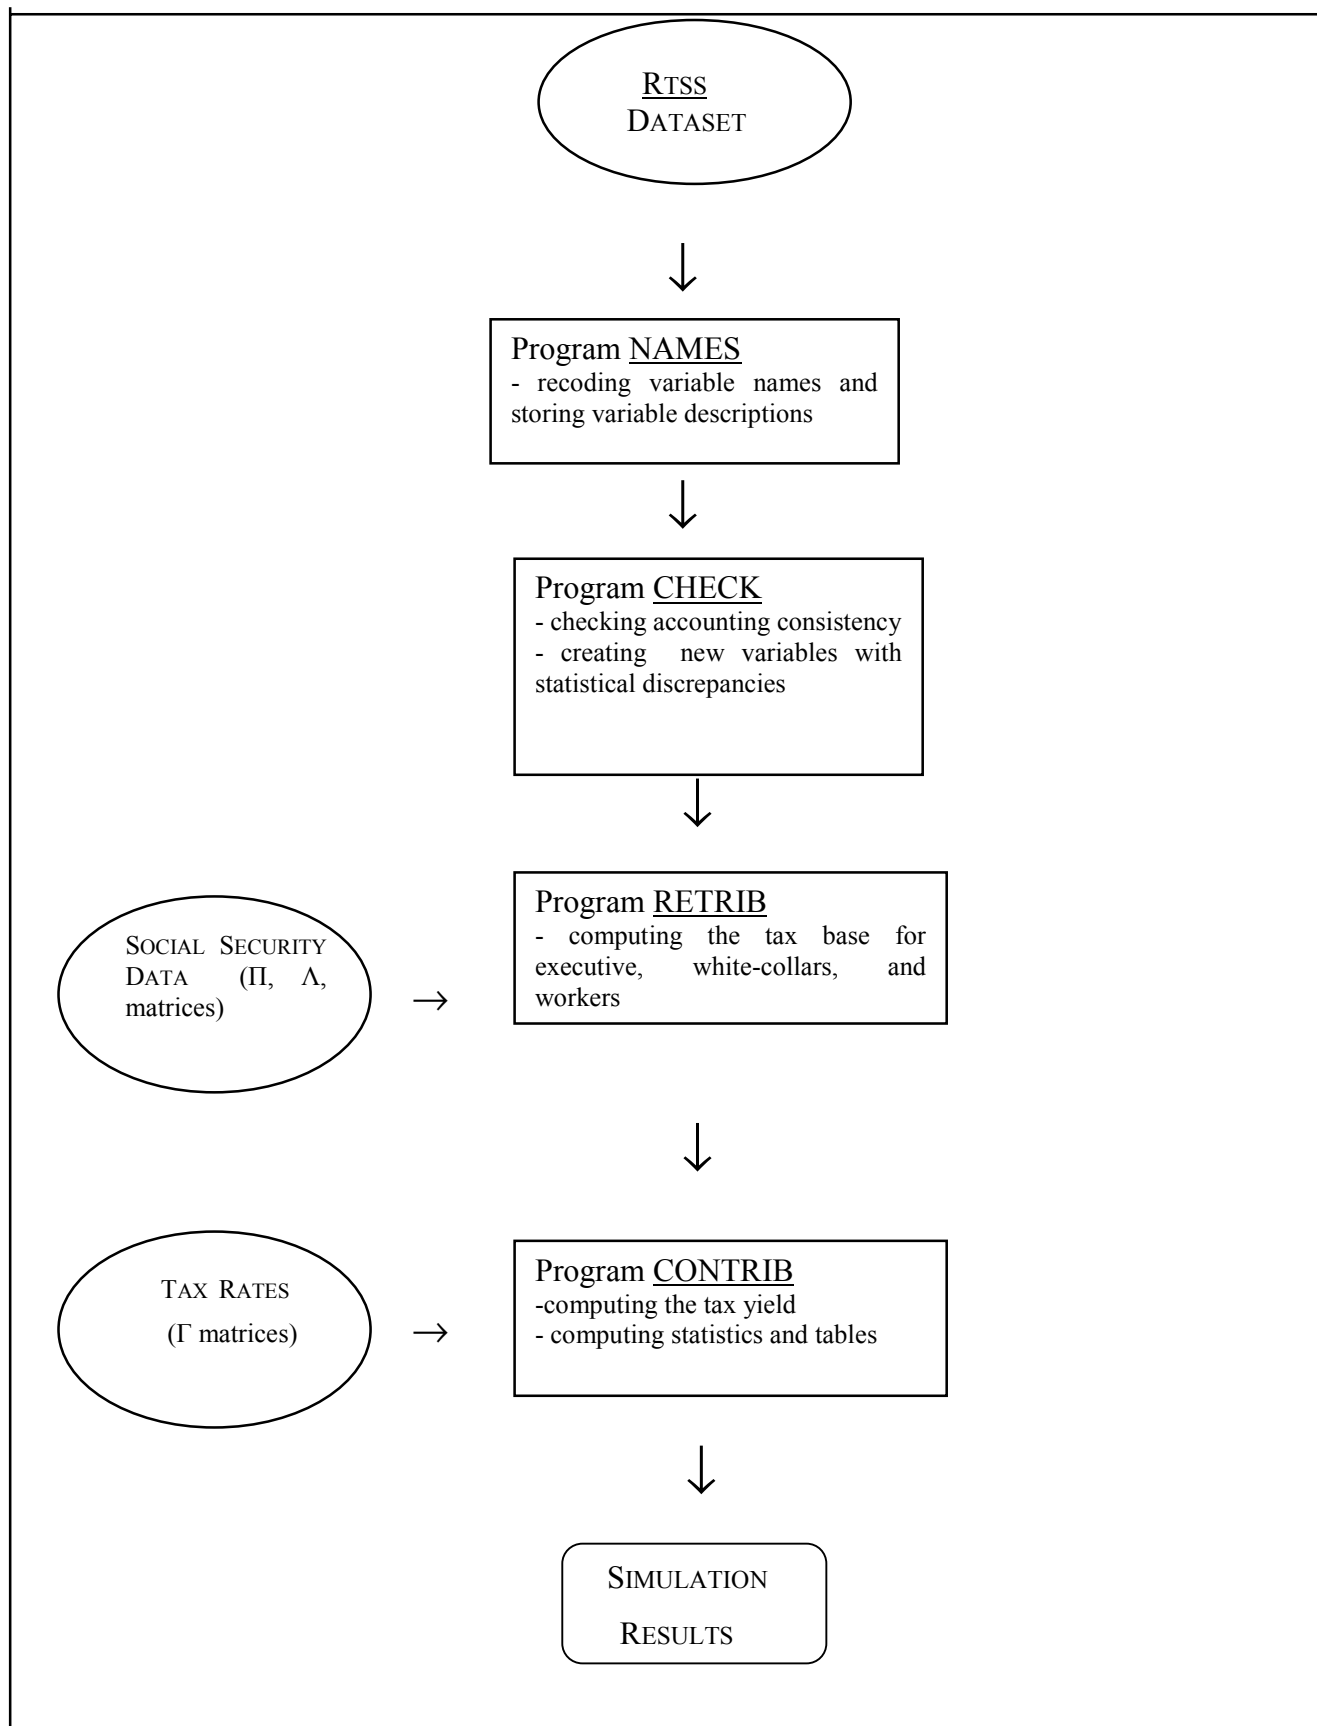 RTSS
DATASET
↓
Program NAMES
- recoding variable names and
storing variable descriptions
↓
Program CHECK
- checking accounting consistency
- creating new variables with
statistical discrepancies
↓
Program RETRIB
- computing the tax base for
executive, white-collars, and
workers
SOCIAL SECURITY
DATA (Π, Λ,
matrices)
→
↓
Program CONTRIB
-computing the tax yield
- computing statistics and tables
TAX RATES
(Γ matrices)
→
↓
SIMULATION
RESULTS